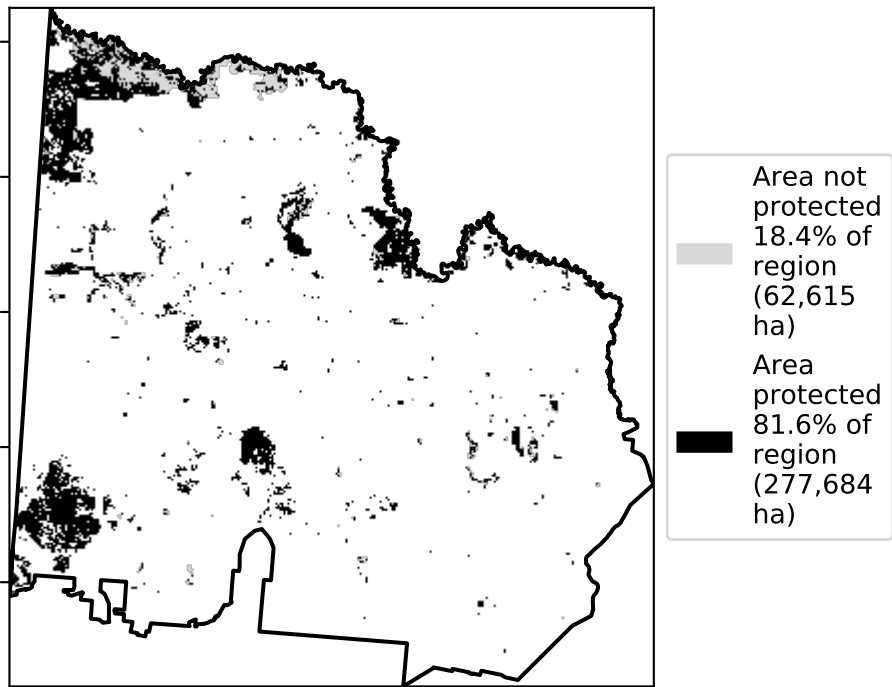 Area not
protected
18.4% of
region
(62,615
ha)
Area
protected
81.6% of
region
(277,684
ha)